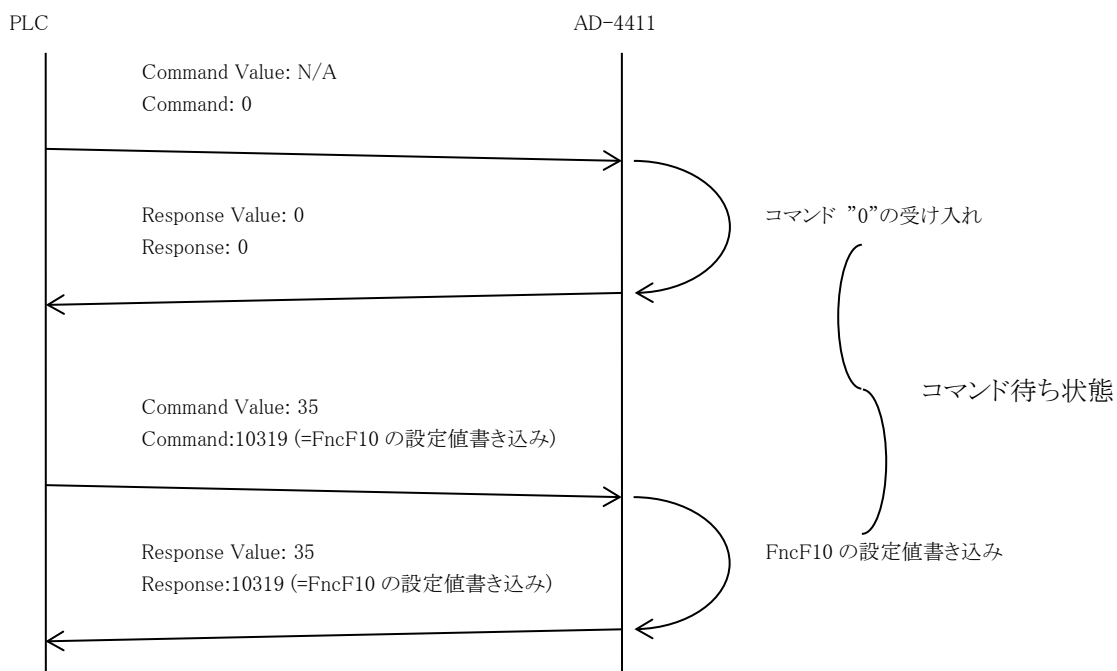 PLC
AD-4411
Command Value: N/A
Command: 0
Response Value: 0
Response: 0
コマンド ”0”の受け入れ
コマンド待ち状態
Command Value: 35
Command:10319 (=FncF10 の設定値書き込み)
Response Value: 35
Response:10319 (=FncF10 の設定値書き込み)
FncF10 の設定値書き込み